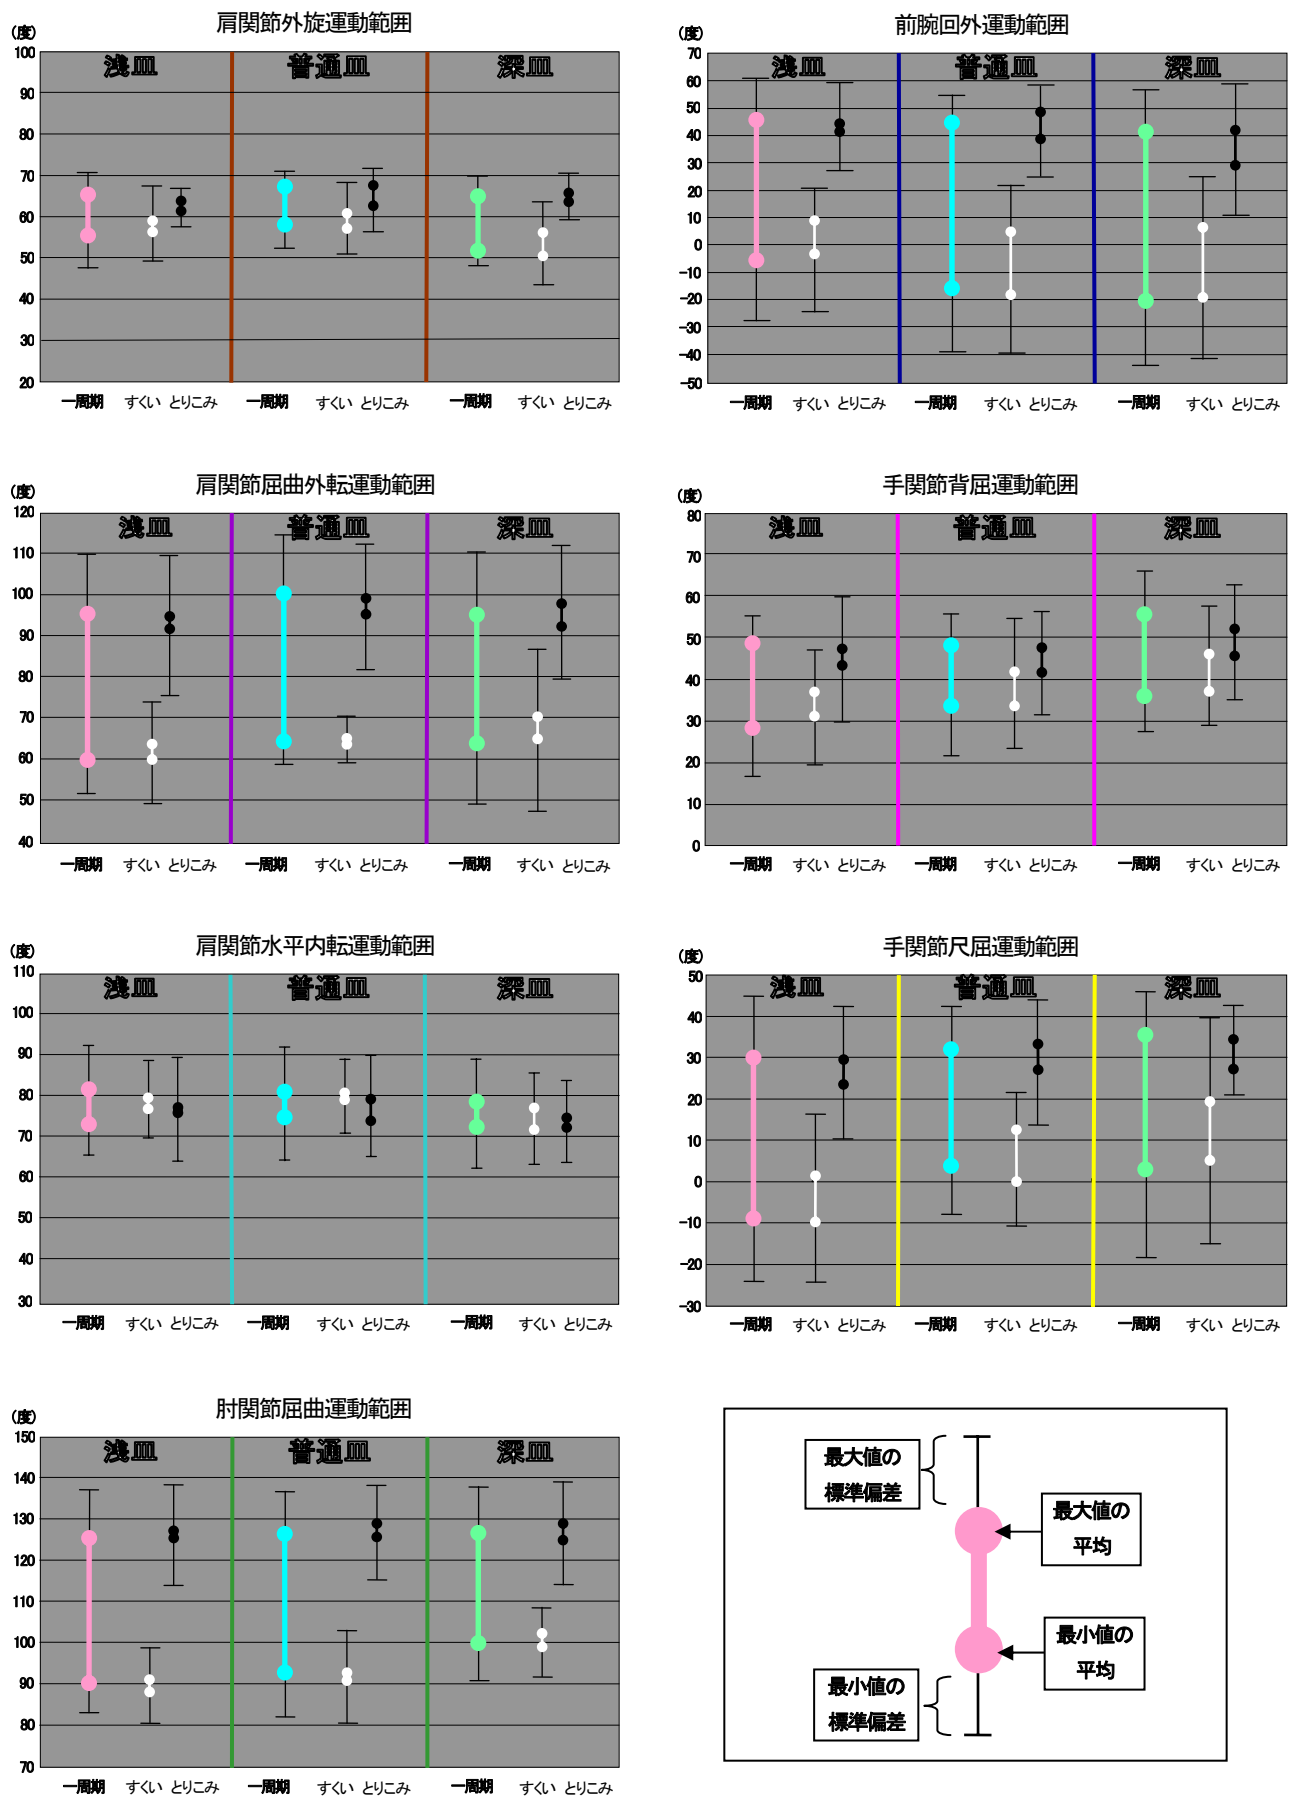 肩関節外旋運動範囲
(度)
浅皿 普通皿 深皿
100
90
80
70
60
50
40
30
20
一周期 すくい とりこみ 一周期 すくい とりこみ 一周期 すくい とりこみ
前腕回外運動範囲
(度)
浅皿 普通皿 深皿
70
60
50
40
30
20
10
0
-10
-20
-30
-40
-50
一周期 すくい とりこみ 一周期 すくい とりこみ 一周期 すくい とりこみ
肩関節屈曲外転運動範囲
(度)
浅皿 普通皿 深皿
120
110
100
90
80
70
60
50
40
一周期 すくい とりこみ 一周期 すくい とりこみ 一周期 すくい とりこみ
手関節背屈運動範囲
(度)
浅皿 普通皿 深皿
80
70
60
50
40
30
20
10
0
一周期 すくい とりこみ 一周期 すくい とりこみ 一周期 すくい とりこみ
肩関節水平内転運動範囲
(度)
浅皿 普通皿 深皿
110
100
90
80
70
60
50
40
30
一周期 すくい とりこみ 一周期 すくい とりこみ 一周期 すくい とりこみ
手関節尺屈運動範囲
(度)
浅皿 普通皿 深皿
50
40
30
20
10
0
-10
-20
-30
一周期 すくい とりこみ 一周期 すくい とりこみ 一周期 すくい とりこみ
肘関節屈曲運動範囲
(度)
浅皿 普通皿 深皿
150
140
130
120
110
100
90
80
70
一周期 すくい とりこみ 一周期 すくい とりこみ 一周期 すくい とりこみ
最大値の
標準偏差
最大値の
平均
最小値の
平均
最小値の
標準偏差